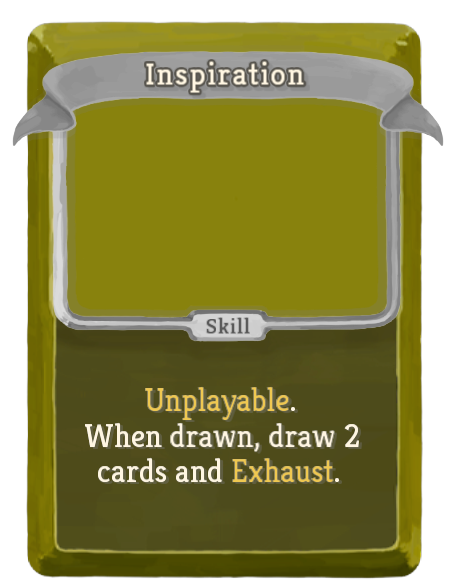 Inspiration
Skill
Unplayable.
When drawn, draw 2
cards and Exhaust.